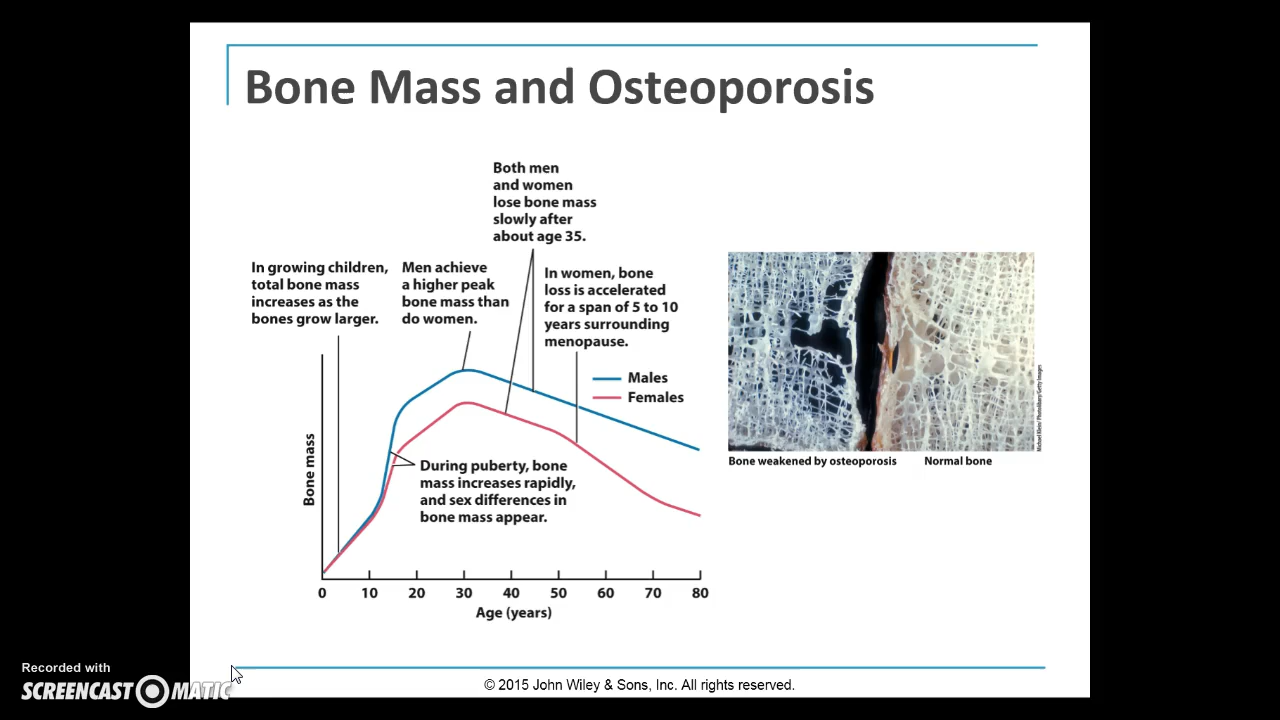 Bone Mass and Osteoporosis
Both men
and women
lose bone mass
slowly after
about age 35.
In growing children,
total bone mass
increases as the
bones grow larger.
Men achieve
a higher peak
bone mass than
do women.
In women, bone
loss is accelerated
for a span of 5 to 10
years surrounding
menopause.
Males
Females
Bone mass
During puberty, bone
mass increases rapidly,
and sex differences in
bone mass appear.
0 10 20 30 40 50 60 70 80
Age (years)
Bone weakened by osteoporosis
Normal bone
Recorded with
SCREENCAST MATIC
© 2015 John Wiley & Sons, Inc. All rights reserved.